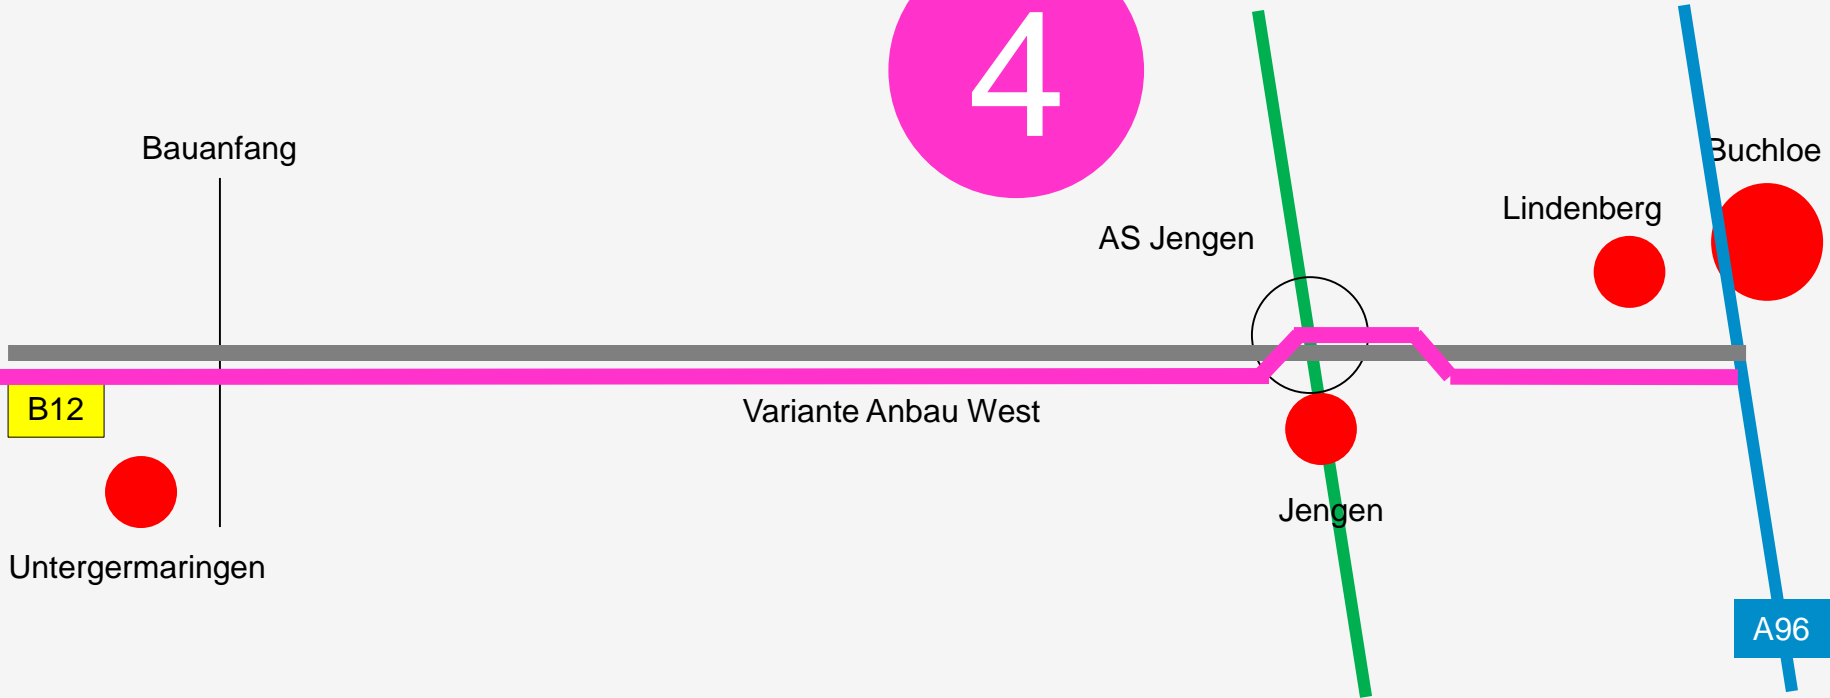 4
Bauanfang
Buchloe
Lindenberg
AS Jengen
B12
Variante Anbau West
Jengen
Untergermaringen
A96